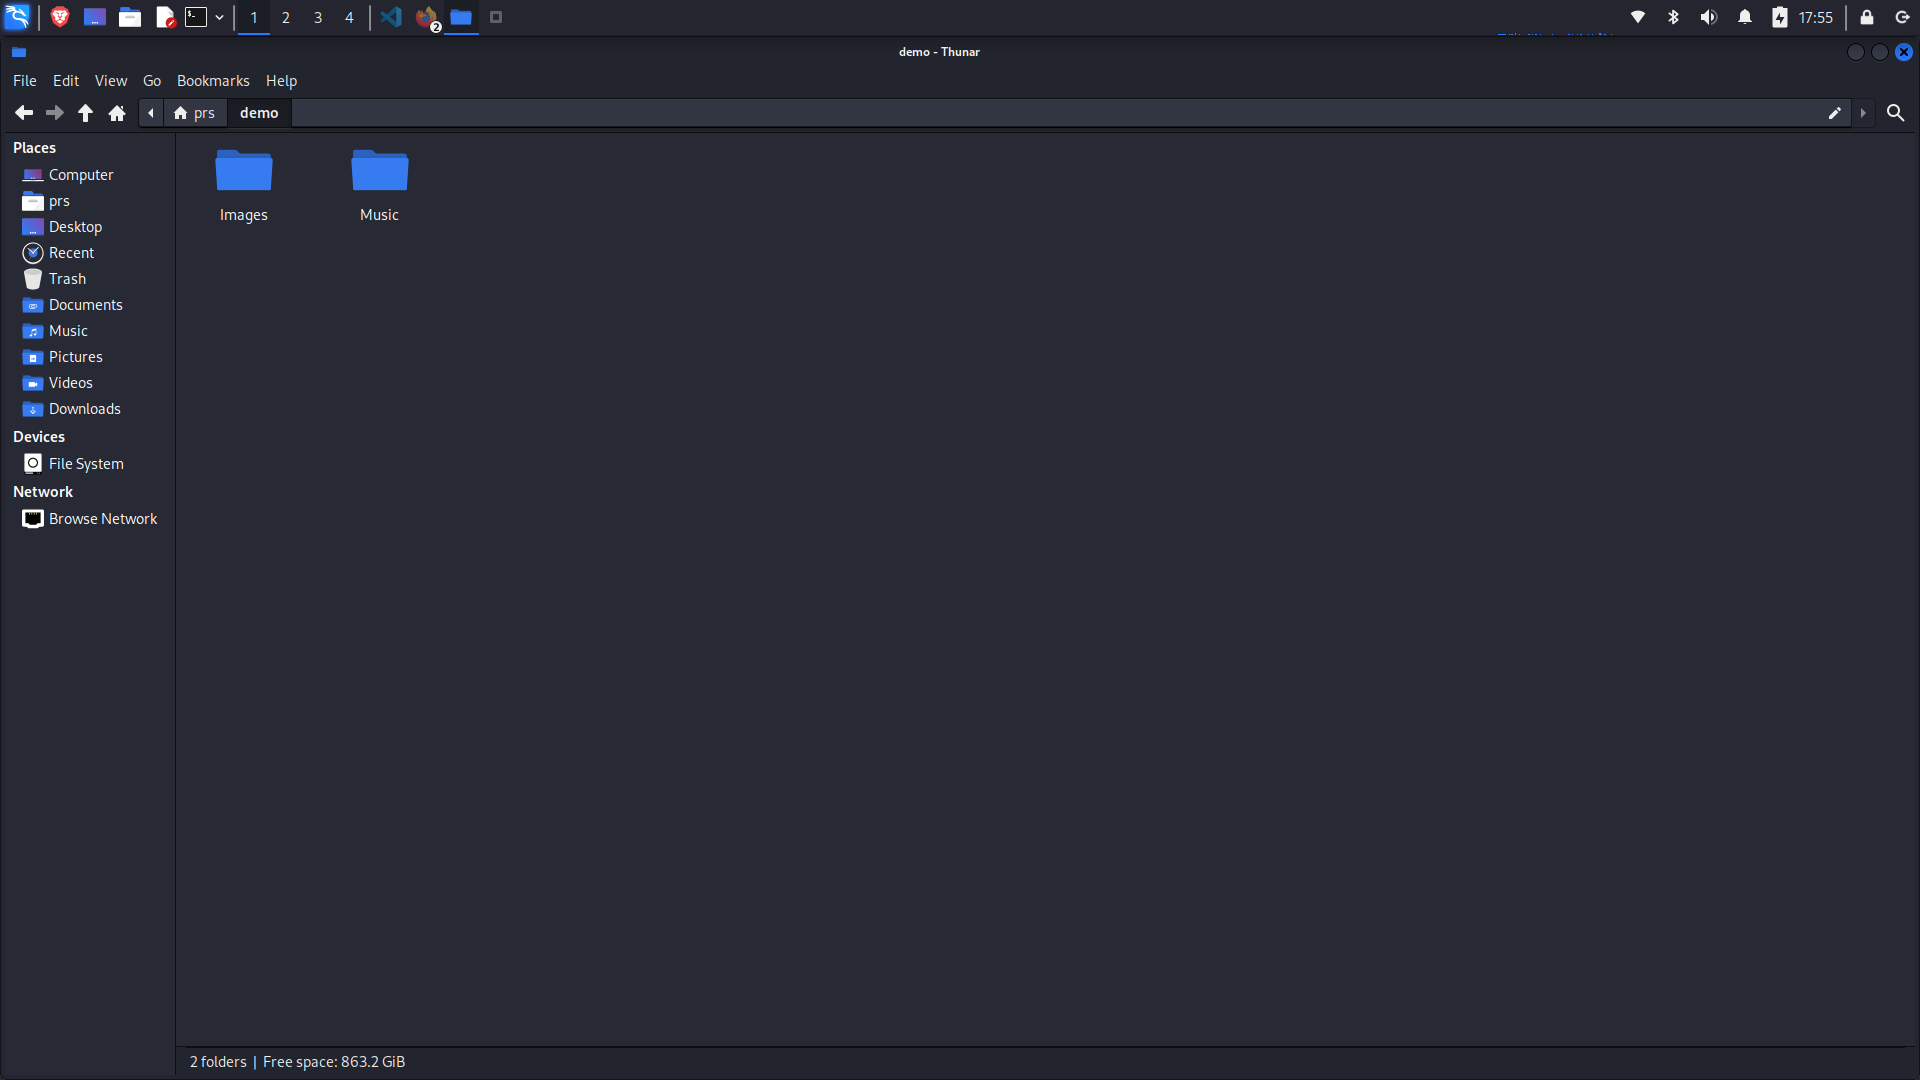 1 2 3 4 2 17:55
demo - Thunar
File Edit View Go Bookmarks Help
prs demo
Places
Computer
prs
Desktop
Recent
Trash
Documents
Music
Pictures
Videos
Downloads
Devices
File System
Network
Browse Network
Images Music
2 folders | Free space: 863.2 GiB